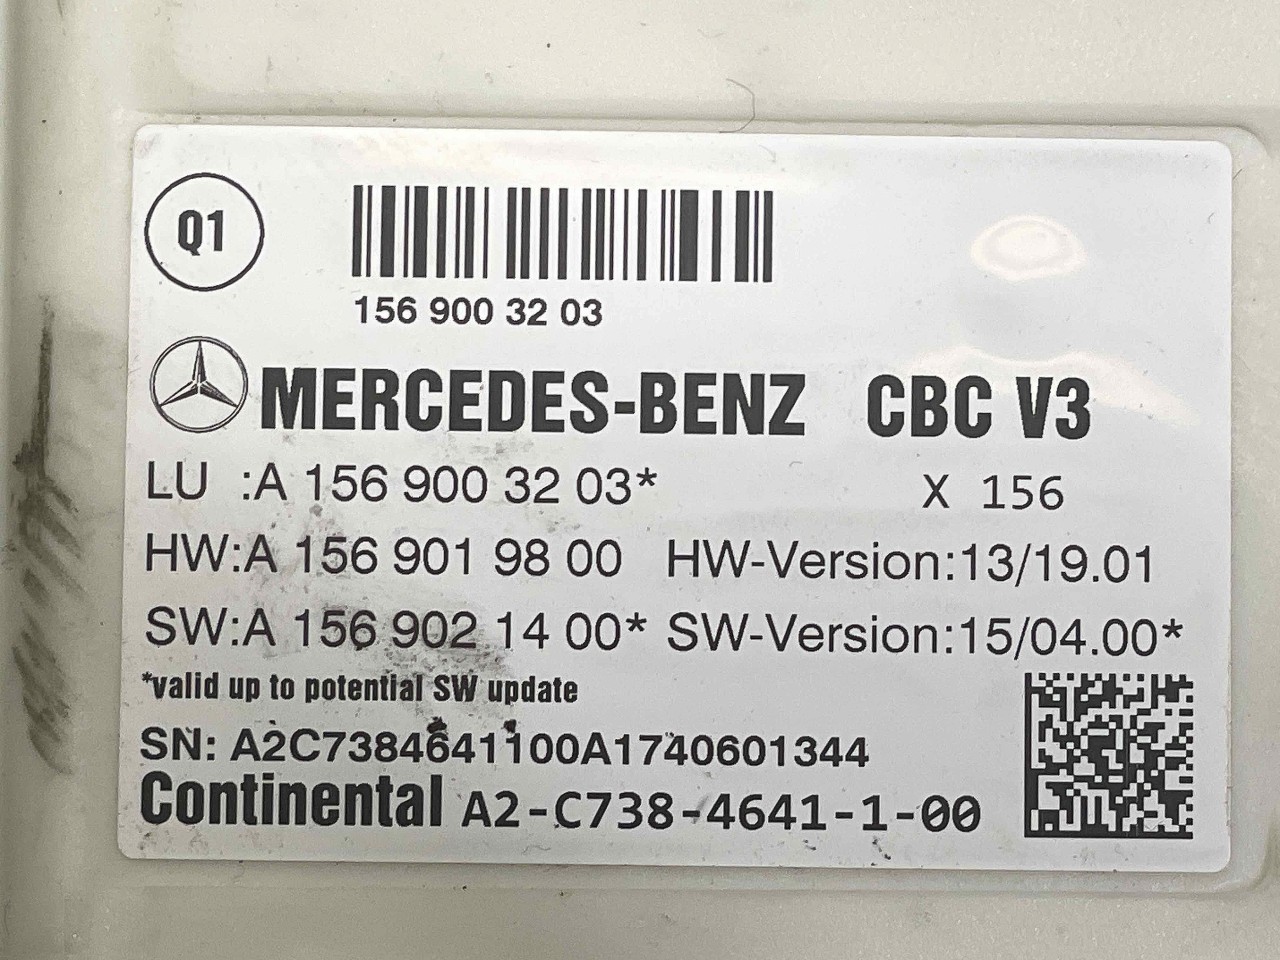 Q1
156 900 32 03
MERCEDES-BENZ CBC V3
LU :A 156 900 32 03* X 156
HW:A 156 901 98 00 HW-Version:13/19.01
SW:A 156 902 14 00* SW-Version:15/04.00*
*valid up to potential SW update
SN: A2C7384641100A1740601344
Continental A2-C738-4641-1-00